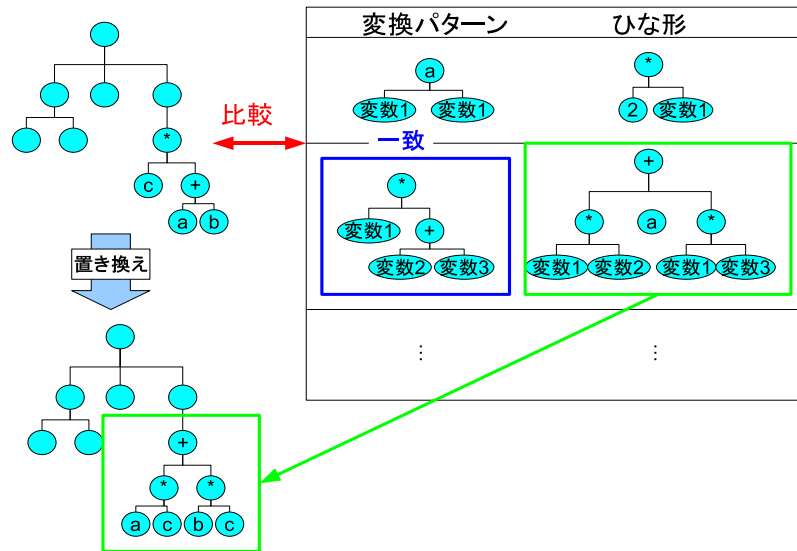 変換パターン ひな形
a *
変数1 変数1 2 変数1
比較
一致
*
c +
a b
*
変数1 +
変数2 変数3
+
* a *
変数1 変数2 変数1 変数3
置き換え
⋮ ⋮
+
* *
a c b c